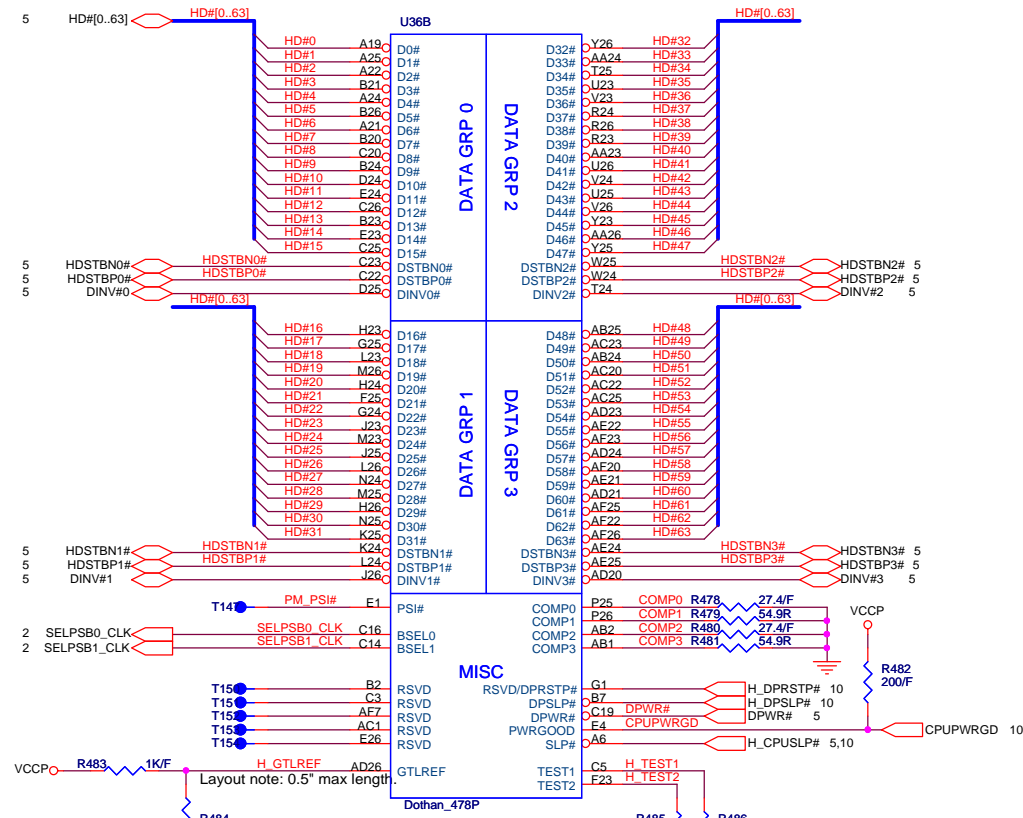 5 HD#[0..63] HD#[0..63] U36B HD#[0..63]
HD#0 A19 D0# D32# Y26 HD#32
HD#1 A25 D1# D33# AA24 HD#33
HD#2 A22 D2# D34# T25 HD#34
HD#3 B21 D3# D35# U23 HD#35
HD#4 A24 D4# D36# V23 HD#36
HD#5 B26 D5# D37# R24 HD#37
HD#6 A21 D6# D38# R26 HD#38
HD#7 B20 D7# D39# R23 HD#39
HD#8 C20 D8# D40# AA23 HD#40
HD#9 B24 D9# D41# U26 HD#41
HD#10 D24 D10# D42# V24 HD#42
HD#11 E24 D11# D43# U25 HD#43
HD#12 C26 D12# D44# V26 HD#44
HD#13 B23 D13# D45# Y23 HD#45
HD#14 E23 D14# D46# AA26 HD#46
HD#15 C25 D15# D47# Y25 HD#47
DATA GRP 0 DATA GRP 2
5 HDSTBN0# HDSTBN0# C23 DSTBN0# DSTBN2# W25 HDSTBN2# HDSTBN2# 5
5 HDSTBP0# HDSTBP0# C22 DSTBP0# DSTBP2# W24 HDSTBP2# HDSTBP2# 5
5 DINV#0 D25 DINV0# DINV2# T24 DINV#2 5
HD#[0..63] HD#[0..63]
HD#16 H23 D16# D48# AB25 HD#48
HD#17 G25 D17# D49# AC23 HD#49
HD#18 L23 D18# D50# AB24 HD#50
HD#19 M26 D19# D51# AC20 HD#51
HD#20 H24 D20# D52# AC22 HD#52
HD#21 F25 D21# D53# AC25 HD#53
HD#22 G24 D22# D54# AD23 HD#54
HD#23 J23 D23# D55# AE22 HD#55
HD#24 M23 D24# D56# AF23 HD#56
HD#25 J25 D25# D57# AD24 HD#57
HD#26 L26 D26# D58# AF20 HD#58
HD#27 N24 D27# D59# AE21 HD#59
HD#28 M25 D28# D60# AD21 HD#60
HD#29 H26 D29# D61# AF25 HD#61
HD#30 N25 D30# D62# AF22 HD#62
HD#31 K25 D31# D63# AF26 HD#63
DATA GRP 1 DATA GRP 3
5 HDSTBN1# HDSTBN1# K24 DSTBN1# DSTBN3# AE24 HDSTBN3# HDSTBN3# 5
5 HDSTBP1# HDSTBP1# L24 DSTBP1# DSTBP3# AE25 HDSTBP3# HDSTBP3# 5
5 DINV#1 J26 DINV1# DINV3# AD20 DINV#3 5
T147 PM_PSI# E1 PSI# COMP0 P25 COMP0 R478 27.4/F VCCP
COMP1 P26 COMP1 R479 54.9R
2 SELPSB0_CLK SELPSB0_CLK C16 BSEL0 COMP2 AB2 COMP2 R480 27.4/F
2 SELPSB1_CLK SELPSB1_CLK C14 BSEL1 COMP3 AB1 COMP3 R481 54.9R
MISC
R482
200/F
B2 RSVD RSVD/DPRSTP# G1 H_DPRSTP# 10
T151 C3 RSVD DPSLP# B7 H_DPSLP# 10
T152 AF7 RSVD DPWR# C19 DPWR# DPWR# 5
T153 AC1 RSVD PWRGOOD E4 CPUPWRGD CPUPWRGD 10
T154 E26 RSVD SLP# A6 H_CPUSLP# 5,10
VCCP R483 1K/F H_GTLREF AD26 GTLREF TEST1 C5 H_TEST1
Layout note: 0.5" max length. TEST2 F23 H_TEST2
Dothan_478P
R484 R485 R486